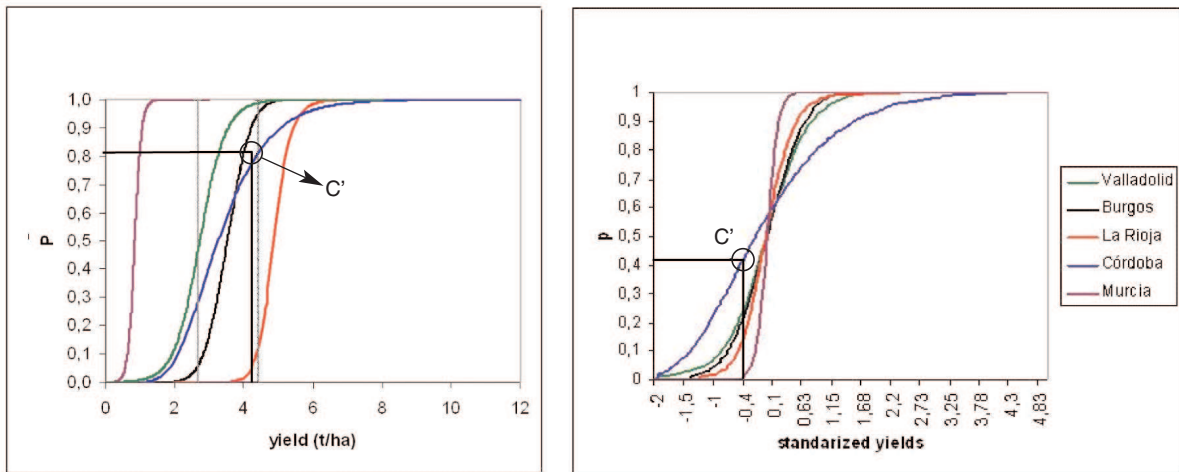 1,0
0,9
0,8
0,7
0,6
0,5
0,4
0,3
0,2
0,1
0,0
P
C'
0 2 4 6 8 10 12
yield (t/ha)
1
0,9
0,8
0,7
0,6
0,5
0,4
0,3
0,2
0,1
0
p
C'
-2 -1,5 -1 -0,4 0,1 0,63 1,15 1,68 2,2 2,73 3,25 3,78 4,3 4,83
standarized yields
Valladolid
Burgos
La Rioja
Córdoba
Murcia